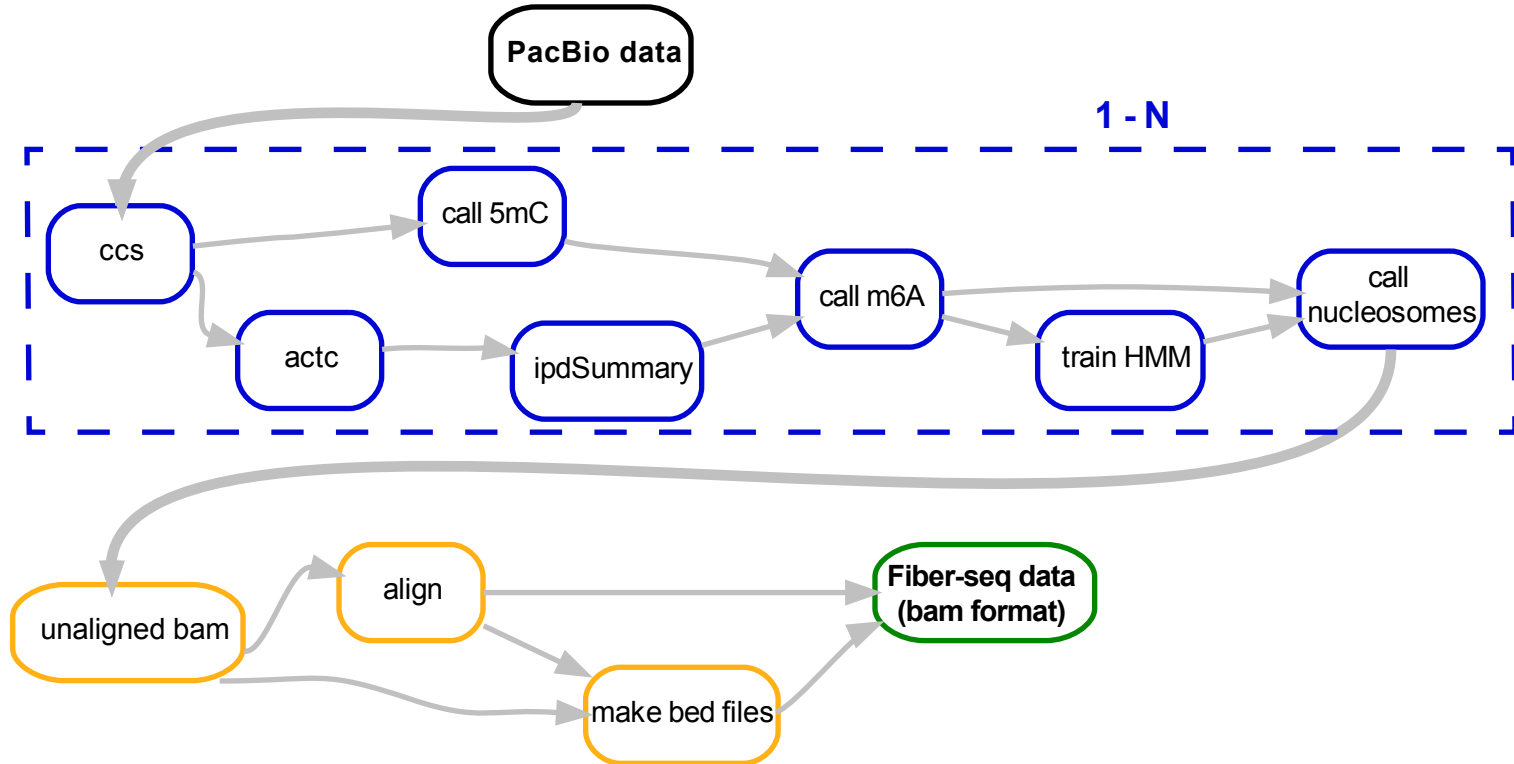 PacBio data
1 - N
call 5mC
ccs
call m6A
call
nucleosomes
actc
ipdSummary
train HMM
unaligned bam
align
Fiber-seq data
(bam format)
make bed files